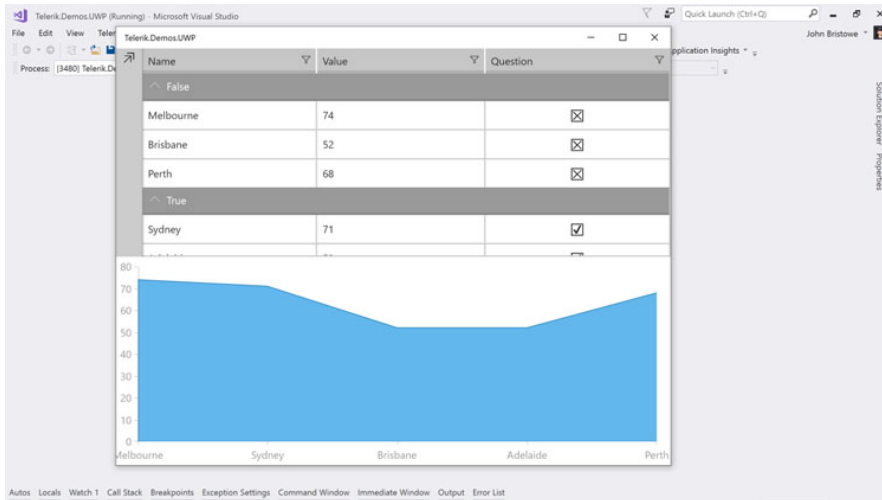 Telerik.Demos.UWP (Running) - Microsoft Visual Studio
Quick Launch (Ctrl+Q)
File Edit View
John Bristowe
Telerik.Demos.UWP
Process: [3480]
Name Value Question
False
Melbourne 74
Brisbane 52
Perth 68
True
Sydney 71
80
70
60
50
40
30
20
10
0
Melbourne Sydney Brisbane Adelaide Perth
Solution Explorer
Properties
Autos Locals Watch 1 Call Stack Breakpoints Exception Settings Command Window Immediate Window Output Error List